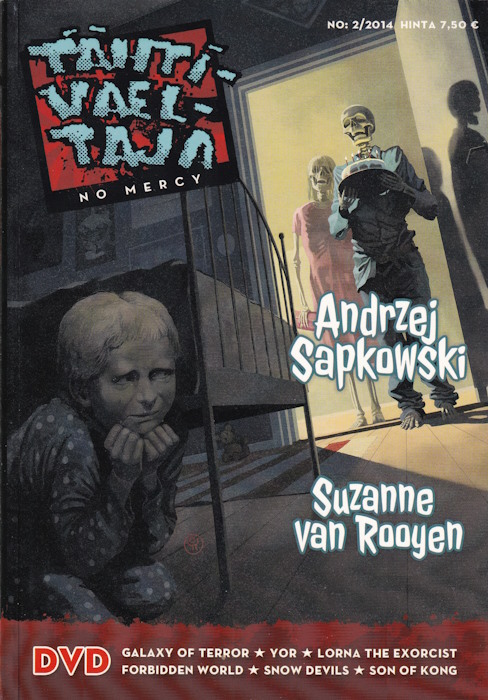 NO: 2/2014 HINTA 7,50 €
TÄHTI-
VAEL-
TAJA
NO MERCY
Andrzej
Sapkowski
Suzanne
van Rooyen
DVD
GALAXY OF TERROR ★ YOR ★ LORNA THE EXORCIST
FORBIDDEN WORLD ★ SNOW DEVILS ★ SON OF KONG